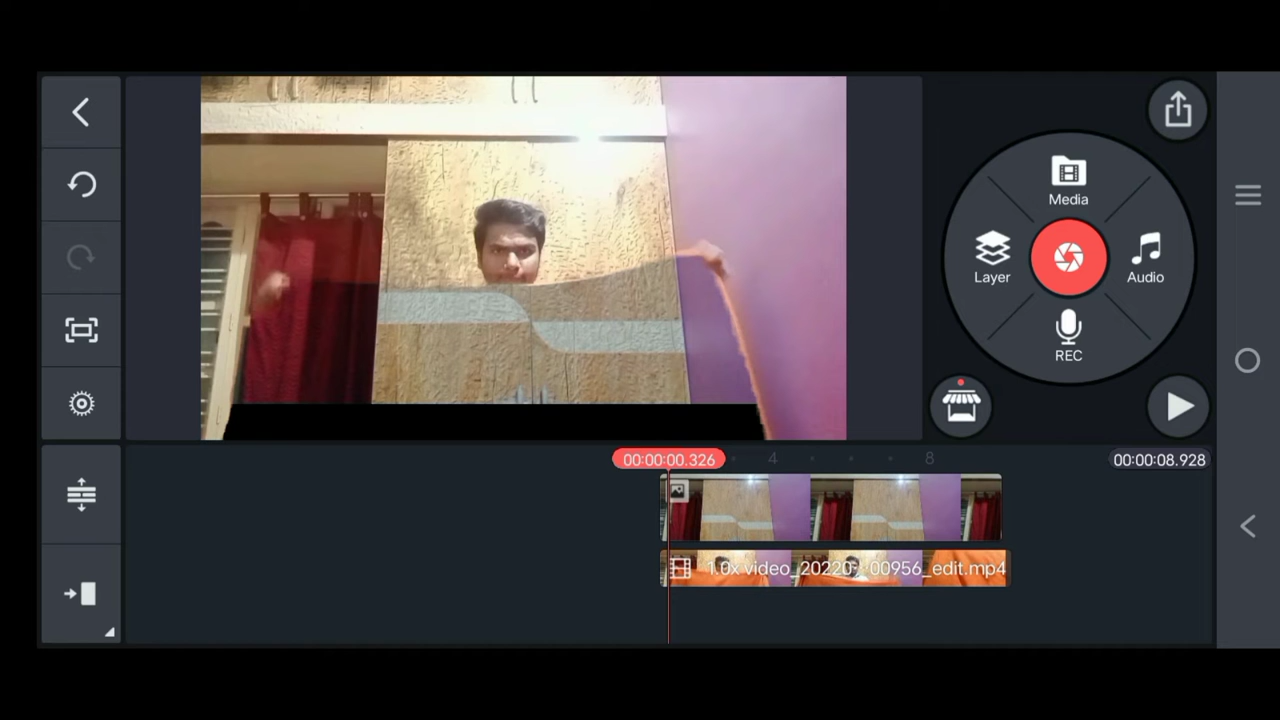 Media
Layer
Audio
REC
00:00:00.326
4
8
00:00:08.928
1.0x video_20220
00956_edit.mp4